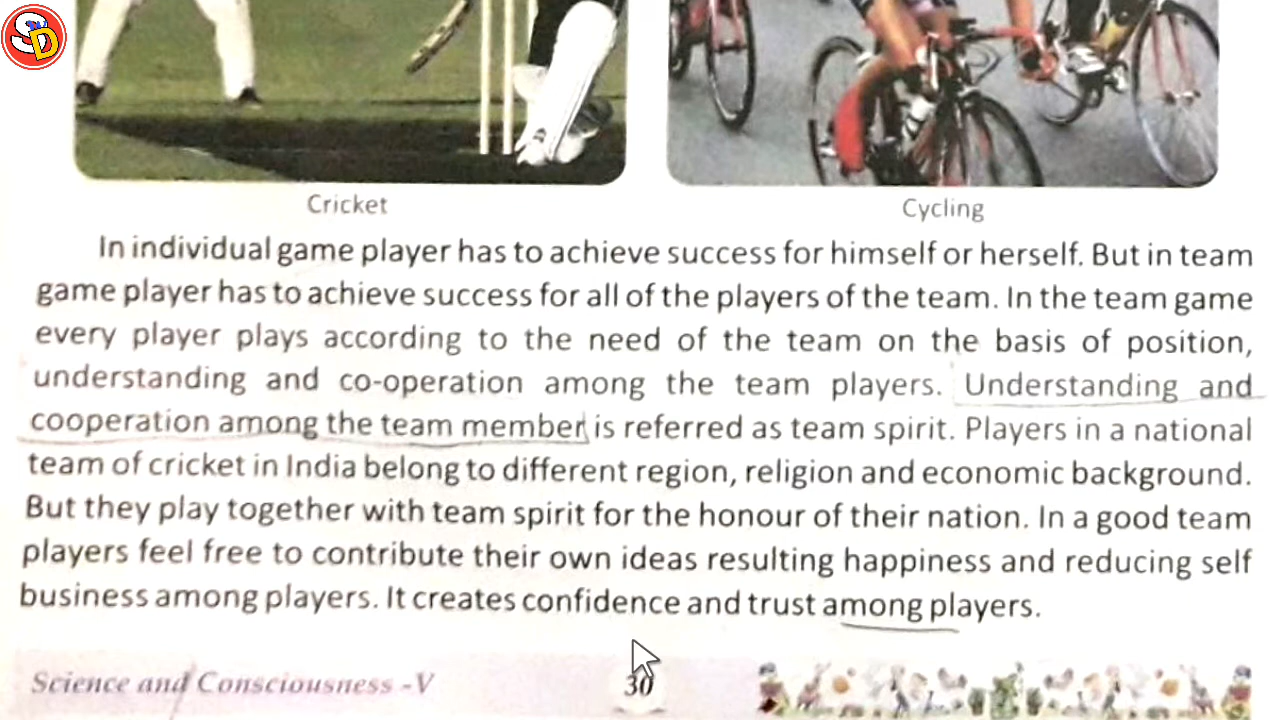 SD
Cricket
Cycling
In individual game player has to achieve success for himself or herself. But in team
game player has to achieve success for all of the players of the team. In the team game
every player plays according to the need of the team on the basis of position,
understanding and co-operation among the team players. Understanding and
cooperation among the team member is referred as team spirit. Players in a national
team of cricket in India belong to different region, religion and economic background.
But they play together with team spirit for the honour of their nation. In a good team
players feel free to contribute their own ideas resulting happiness and reducing self
business among players. It creates confidence and trust among players.
Science and Consciousness -V
30